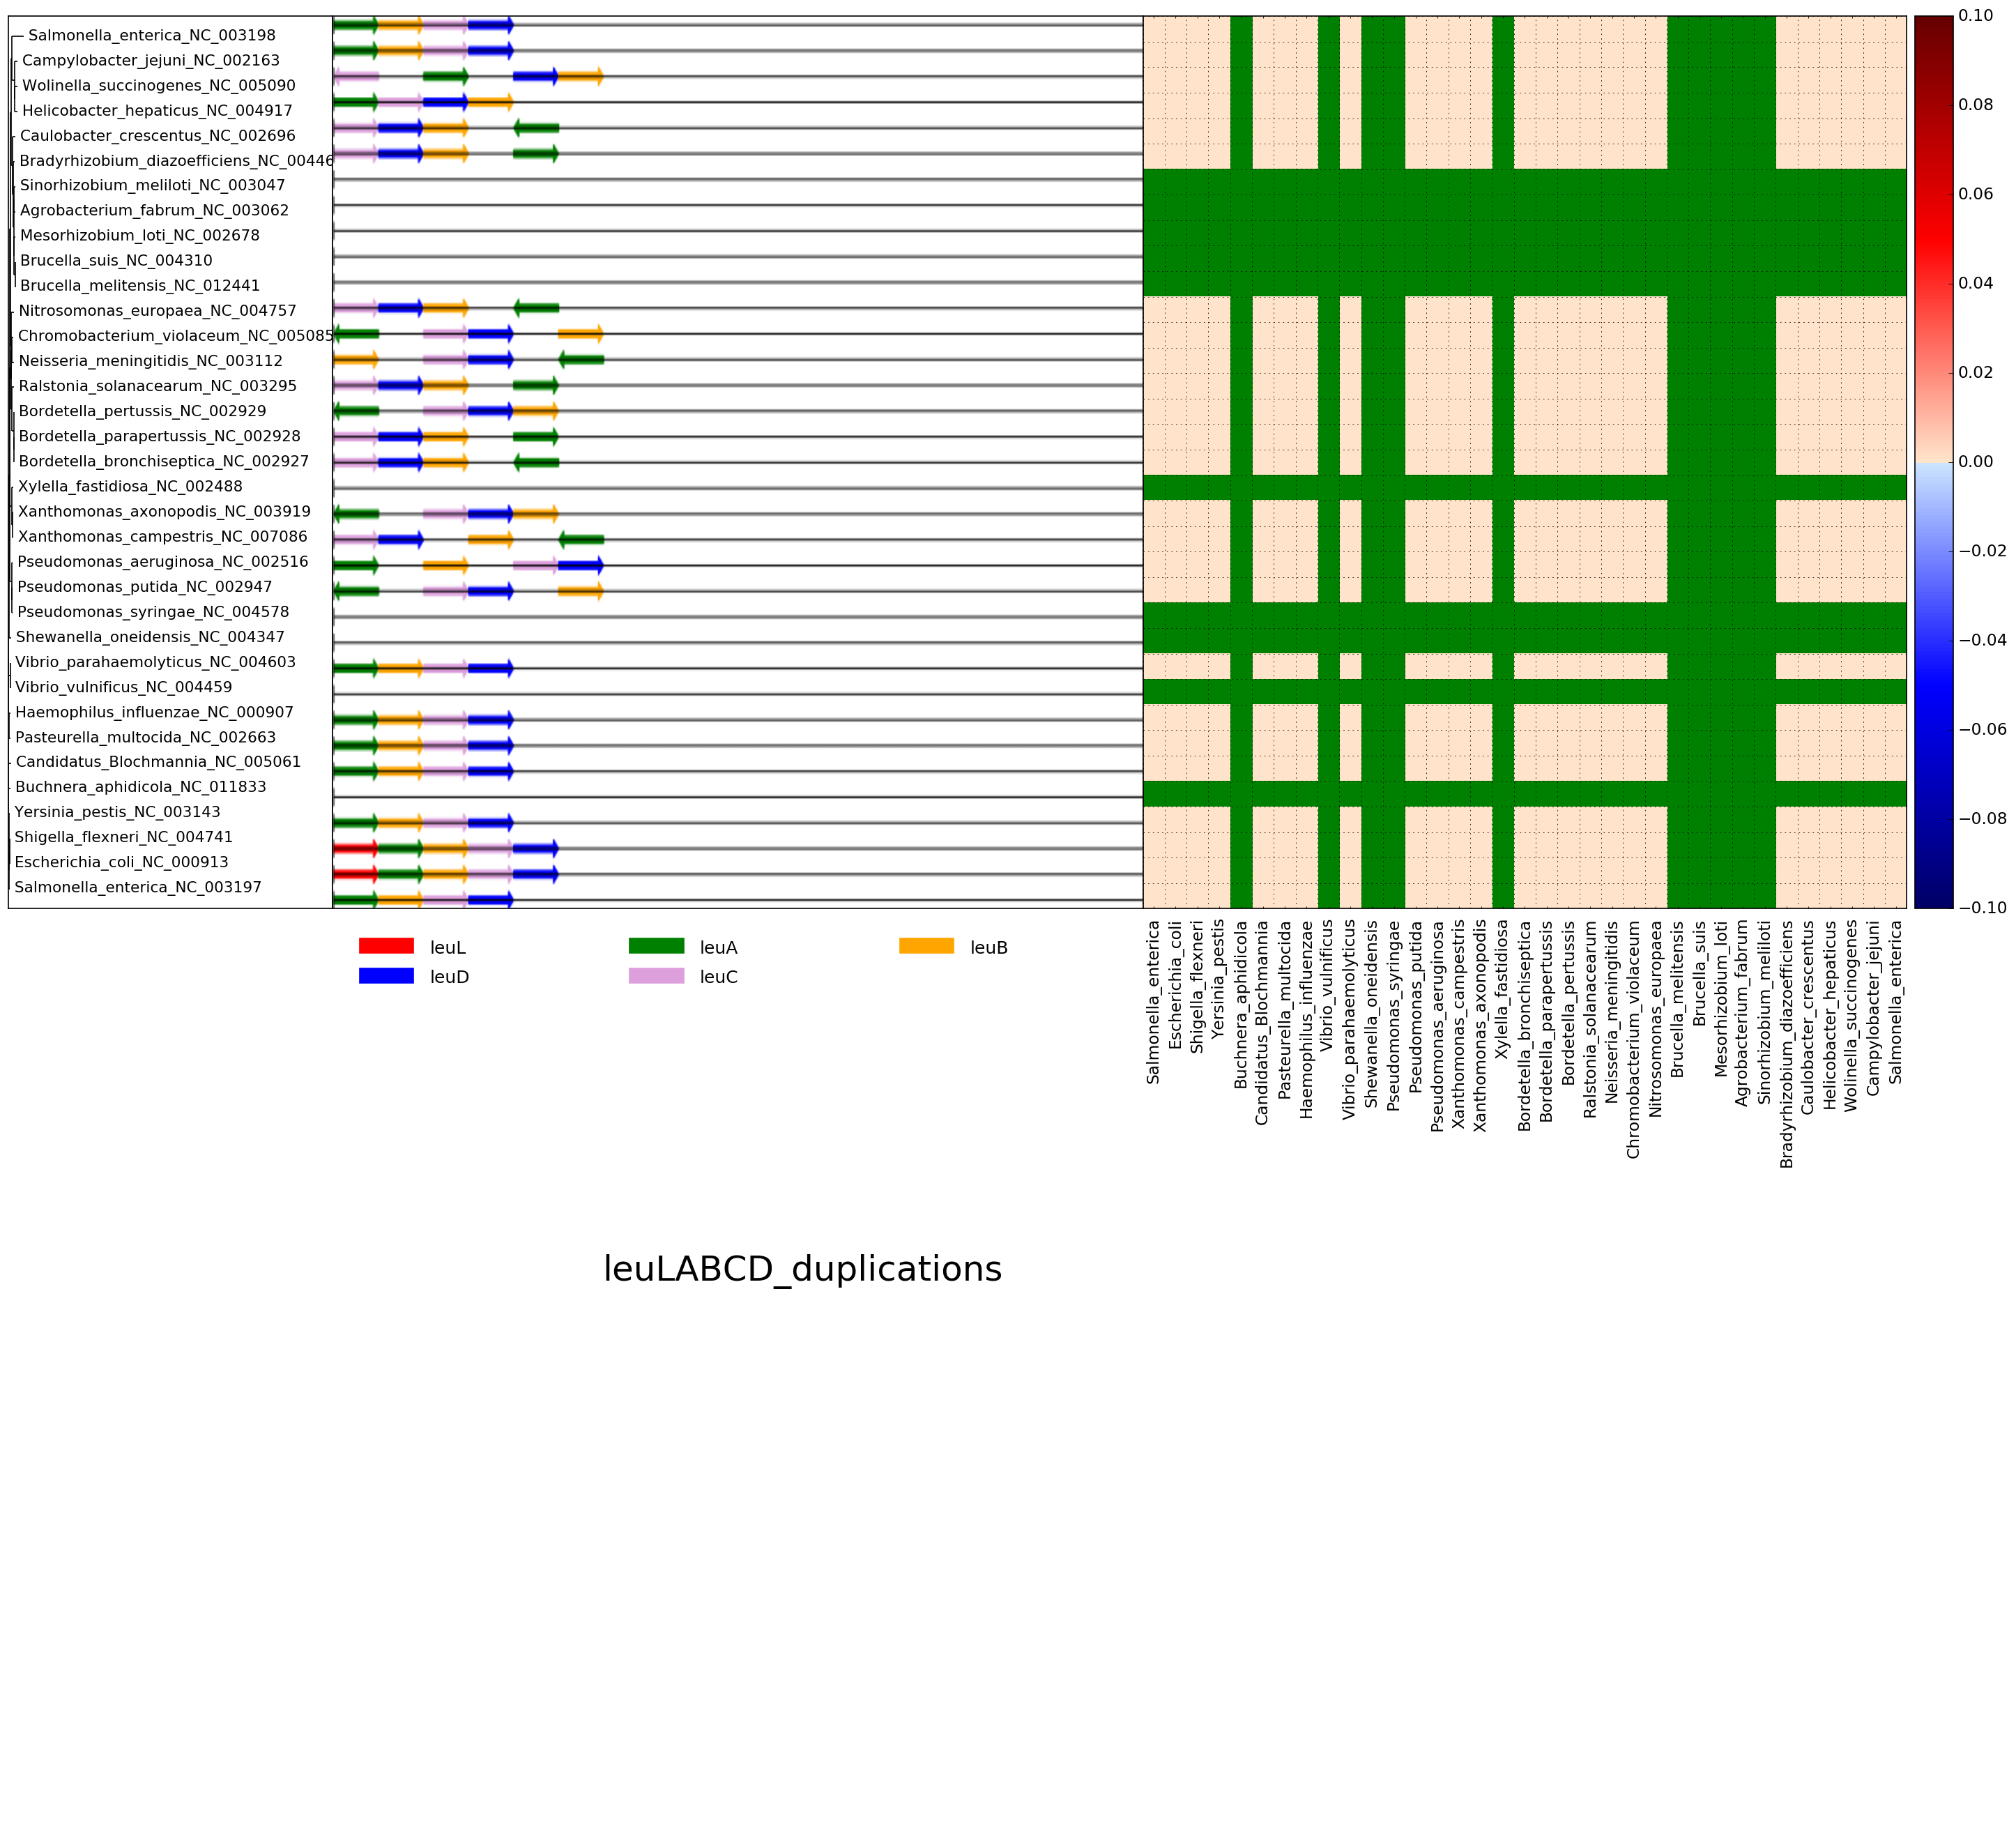 Salmonella_enterica_NC_003198
Campylobacter_jejuni_NC_002163
Wolinella_succinogenes_NC_005090
Helicobacter_hepaticus_NC_004917
Caulobacter_crescentus_NC_002696
Bradyrhizobium_diazoefficiens_NC_00446
Sinorhizobium_meliloti_NC_003047
Agrobacterium_fabrum_NC_003062
Mesorhizobium_loti_NC_002678
Brucella_suis_NC_004310
Brucella_melitensis_NC_012441
Nitrosomonas_europaea_NC_004757
Chromobacterium_violaceum_NC_005085
Neisseria_meningitidis_NC_003112
Ralstonia_solanacearum_NC_003295
Bordetella_pertussis_NC_002929
Bordetella_parapertussis_NC_002928
Bordetella_bronchiseptica_NC_002927
Xylella_fastidiosa_NC_002488
Xanthomonas_axonopodis_NC_003919
Xanthomonas_campestris_NC_007086
Pseudomonas_aeruginosa_NC_002516
Pseudomonas_putida_NC_002947
Pseudomonas_syringae_NC_004578
Shewanella_oneidensis_NC_004347
Vibrio_parahaemolyticus_NC_004603
Vibrio_vulnificus_NC_004459
Haemophilus_influenzae_NC_000907
Pasteurella_multocida_NC_002663
Candidatus_Blochmannia_NC_005061
Buchnera_aphidicola_NC_011833
Yersinia_pestis_NC_003143
Shigella_flexneri_NC_004741
Escherichia_coli_NC_000913
Salmonella_enterica_NC_003197
0.10
0.08
0.06
0.04
0.02
0.00
−0.02
−0.04
−0.06
−0.08
−0.10
leuL
leuA
leuB
leuD
leuC
Salmonella_enterica
Escherichia_coli
Shigella_flexneri
Yersinia_pestis
Buchnera_aphidicola
Candidatus_Blochmannia
Pasteurella_multocida
Haemophilus_influenzae
Vibrio_vulnificus
Vibrio_parahaemolyticus
Shewanella_oneidensis
Pseudomonas_syringae
Pseudomonas_putida
Pseudomonas_aeruginosa
Xanthomonas_campestris
Xanthomonas_axonopodis
Xylella_fastidiosa
Bordetella_bronchiseptica
Bordetella_parapertussis
Bordetella_pertussis
Ralstonia_solanacearum
Neisseria_meningitidis
Chromobacterium_violaceum
Nitrosomonas_europaea
Brucella_melitensis
Brucella_suis
Mesorhizobium_loti
Agrobacterium_fabrum
Sinorhizobium_meliloti
Bradyrhizobium_diazoefficiens
Caulobacter_crescentus
Helicobacter_hepaticus
Wolinella_succinogenes
Campylobacter_jejuni
Salmonella_enterica
leuLABCD_duplications